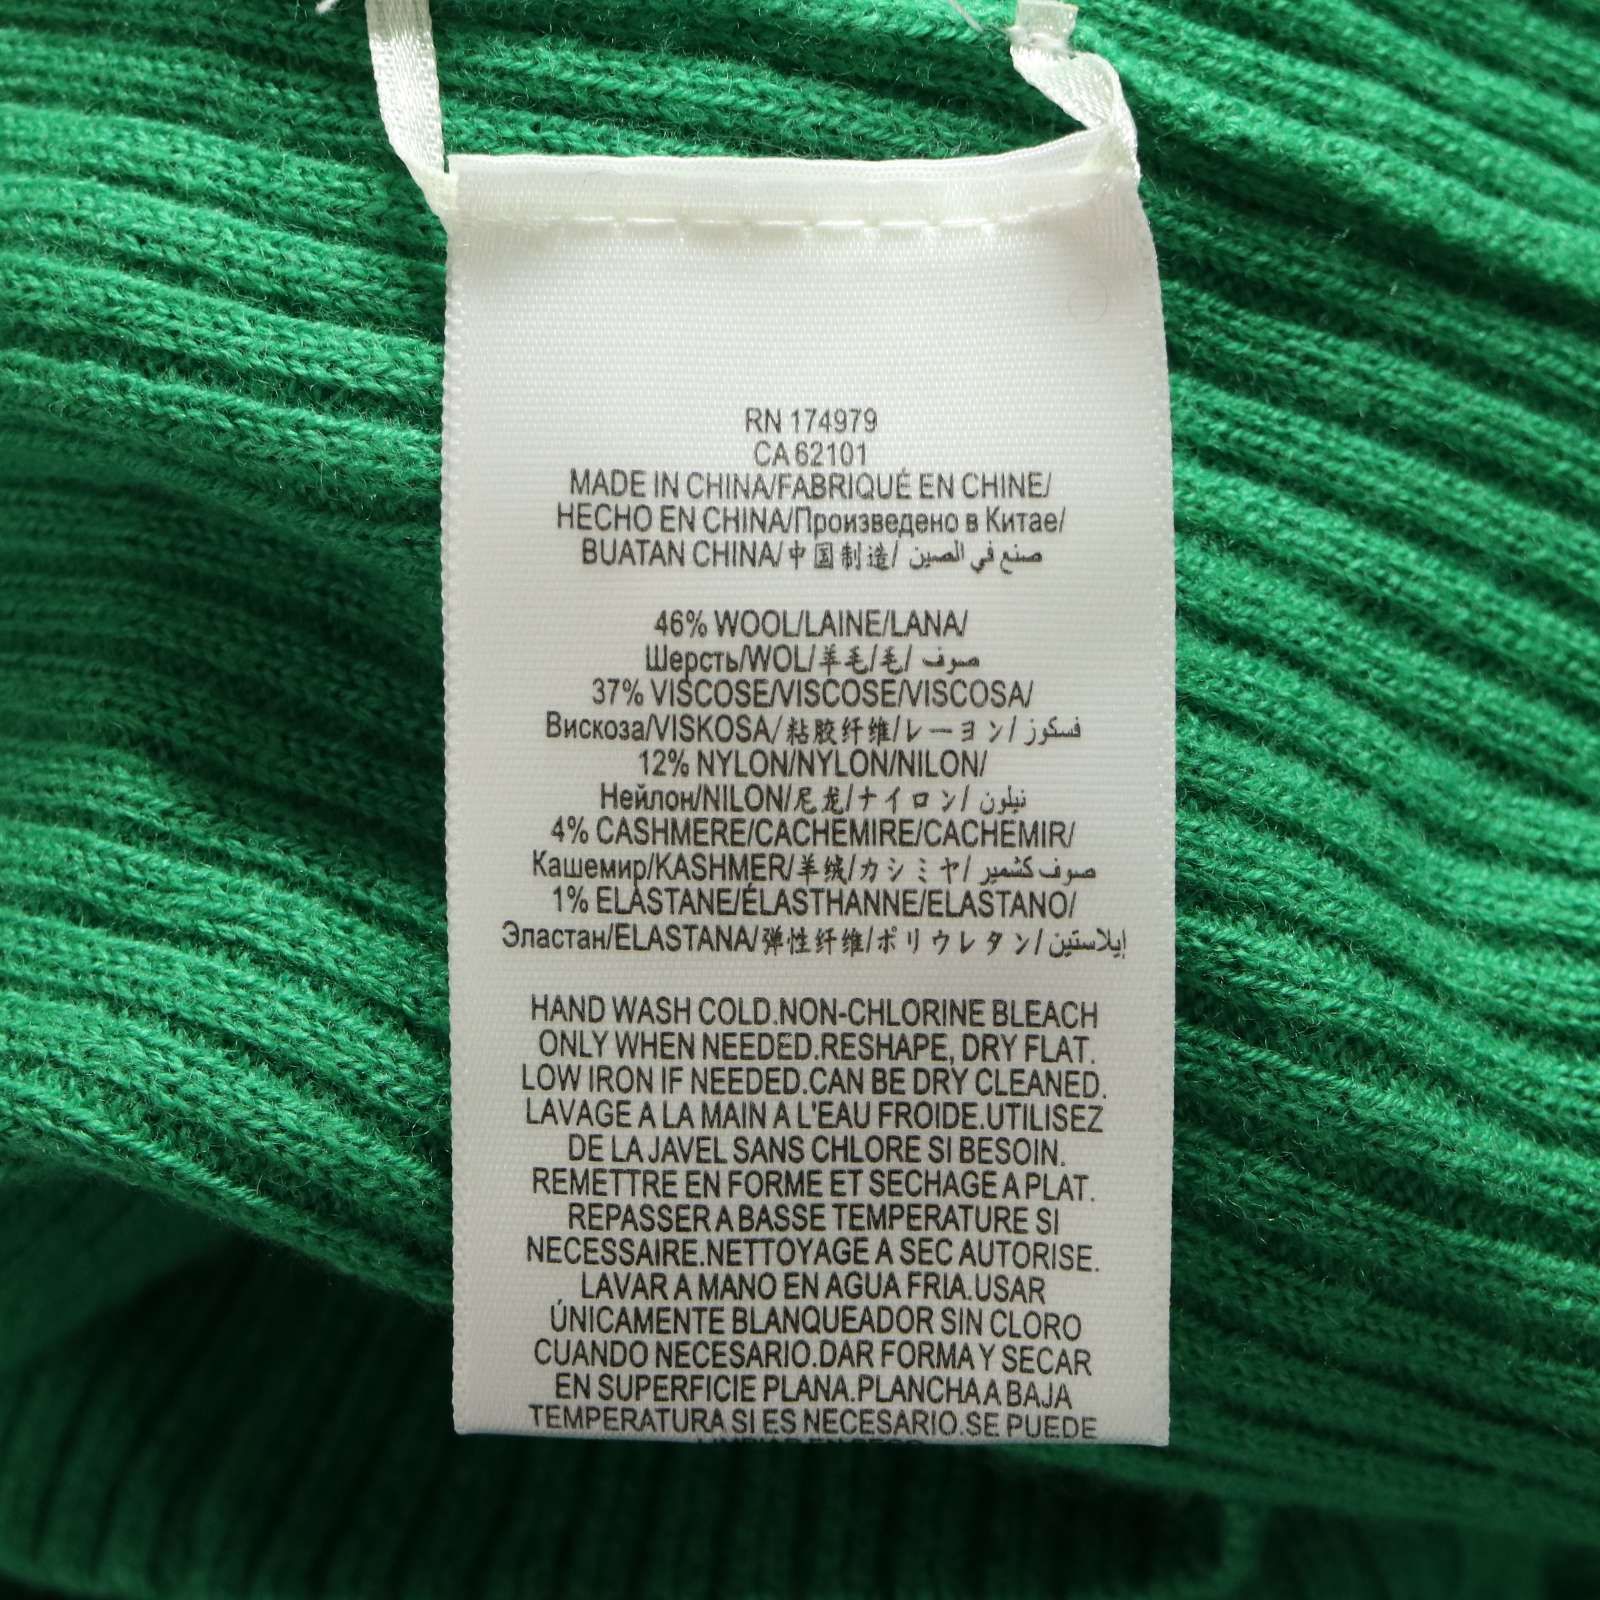 RN 174979
CA 62101
MADE IN CHINA/FABRIQUÉ EN CHINE/
HECHO EN CHINA/Произведено в Китае/
BUATAN CHINA/中国制造/ صنع في الصين
46% WOOL/LAINE/LANA/
Шерсть/WOL/羊毛/毛/ صوف
37% VISCOSE/VISCOSE/VISCOSA/
Вискоза/VISKOSA/粘胶纤维/レーヨン/ فسكوز
12% NYLON/NYLON/NILON/
Нейлон/NILON/尼龙/ナイロン/ نيلون
4% CASHMERE/CACHEMIRE/CACHEMIR/
Кашемир/KASHMER/羊绒/カシミヤ/ صوف كشمير
1% ELASTANE/ÉLASTHANNE/ELASTANO/
Эластан/ELASTANA/弹性纤维/ポリウレタン/ إيلاستين
HAND WASH COLD.NON-CHLORINE BLEACH
ONLY WHEN NEEDED.RESHAPE, DRY FLAT.
LOW IRON IF NEEDED.CAN BE DRY CLEANED.
LAVAGE A LA MAIN A L'EAU FROIDE.UTILISEZ
DE LA JAVEL SANS CHLORE SI BESOIN.
REMETTRE EN FORME ET SECHAGE A PLAT.
REPASSER A BASSE TEMPERATURE SI
NECESSAIRE.NETTOYAGE A SEC AUTORISE.
LAVAR A MANO EN AGUA FRIA.USAR
ÚNICAMENTE BLANQUEADOR SIN CLORO
CUANDO NECESARIO.DAR FORMA Y SECAR
EN SUPERFICIE PLANA.PLANCHA A BAJA
TEMPERATURA SI ES NECESARIO.SE PUEDE